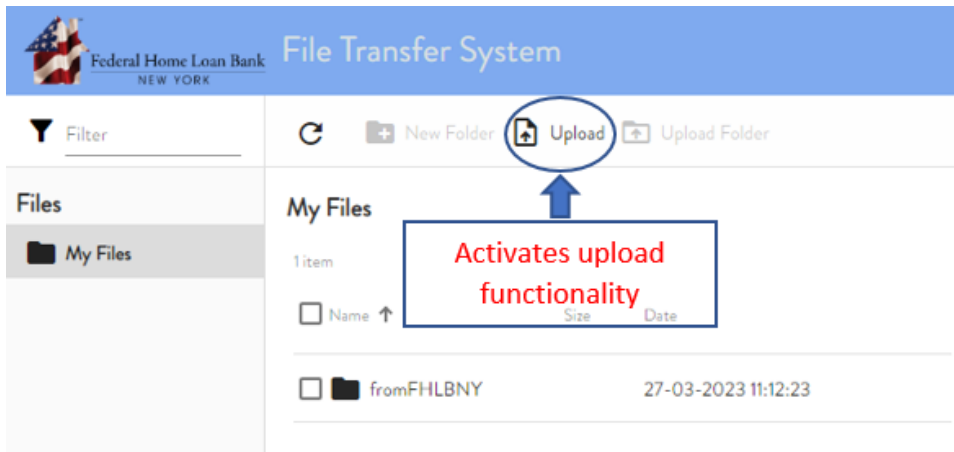 Federal Home Loan Bank
NEW YORK
File Transfer System
Filter
New Folder Upload Upload Folder
Files
My Files
My Files
1 item
Activates upload
functionality
Name Size Date
fromFHLBNY 27-03-2023 11:12:23